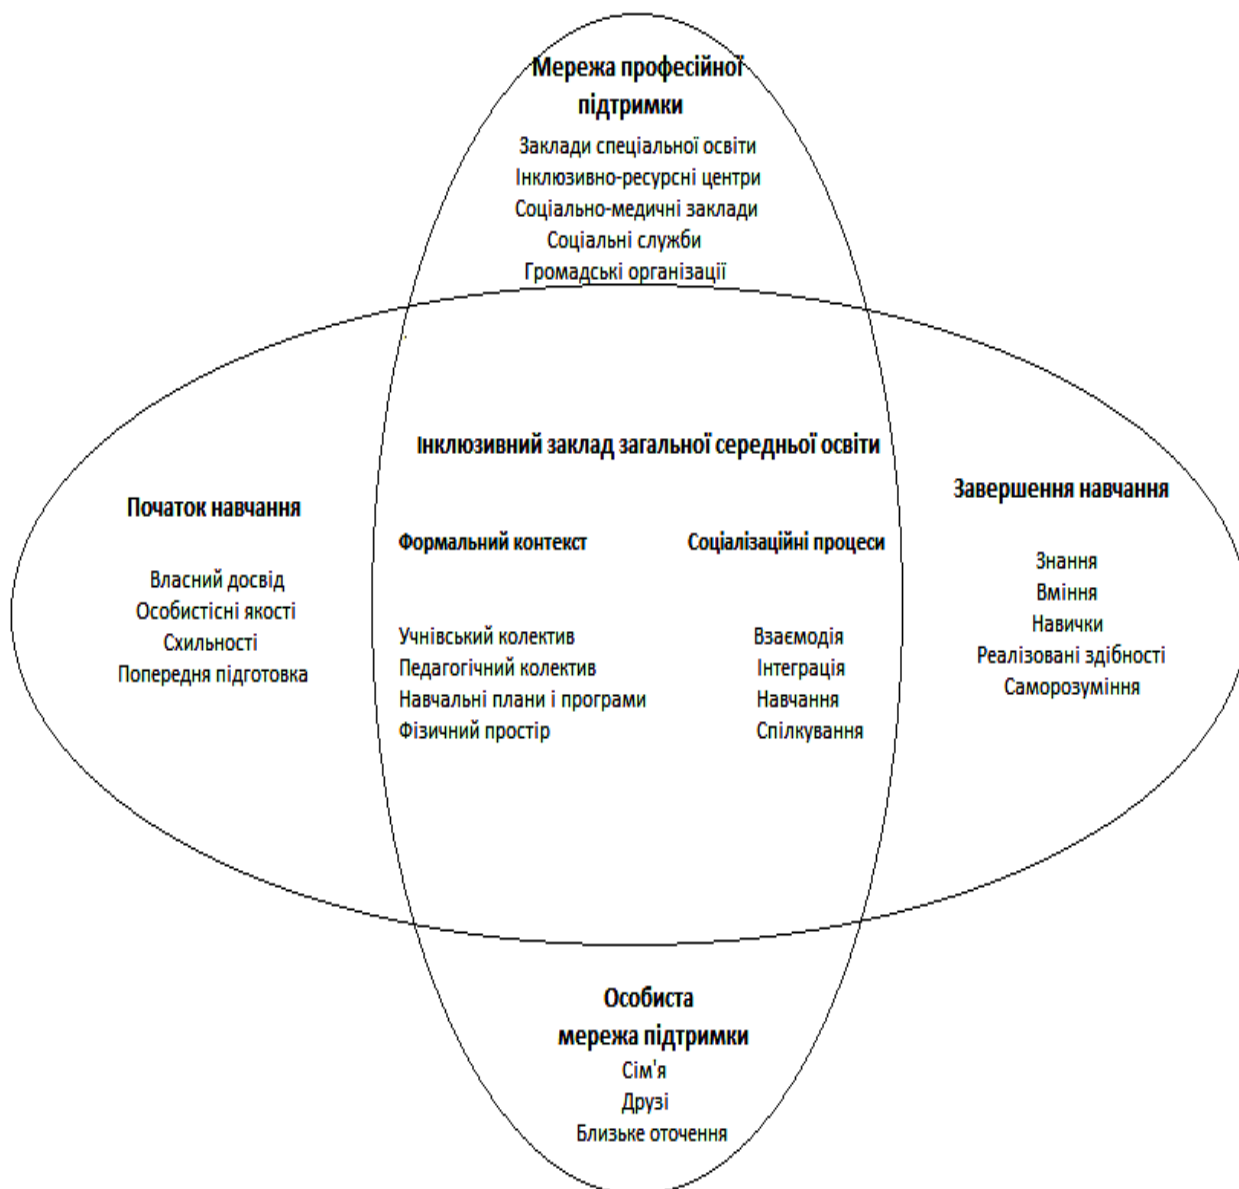 Мережа професійної
підтримки
Заклади спеціальної освіти
Інклюзивно-ресурсні центри
Соціально-медичні заклади
Соціальні служби
Громадські організації
Інклюзивний заклад загальної середньої освіти
Початок навчання
Власний досвід
Особистісні якості
Схильності
Попередня підготовка
Формальний контекст
Учнівський колектив
Педагогічний колектив
Навчальні плани і програми
Фізичний простір
Соціалізаційні процеси
Взаємодія
Інтеграція
Навчання
Спілкування
Завершення навчання
Знання
Вміння
Навички
Реалізовані здібності
Саморозуміння
Особиста
мережа підтримки
Сім'я
Друзі
Близьке оточення